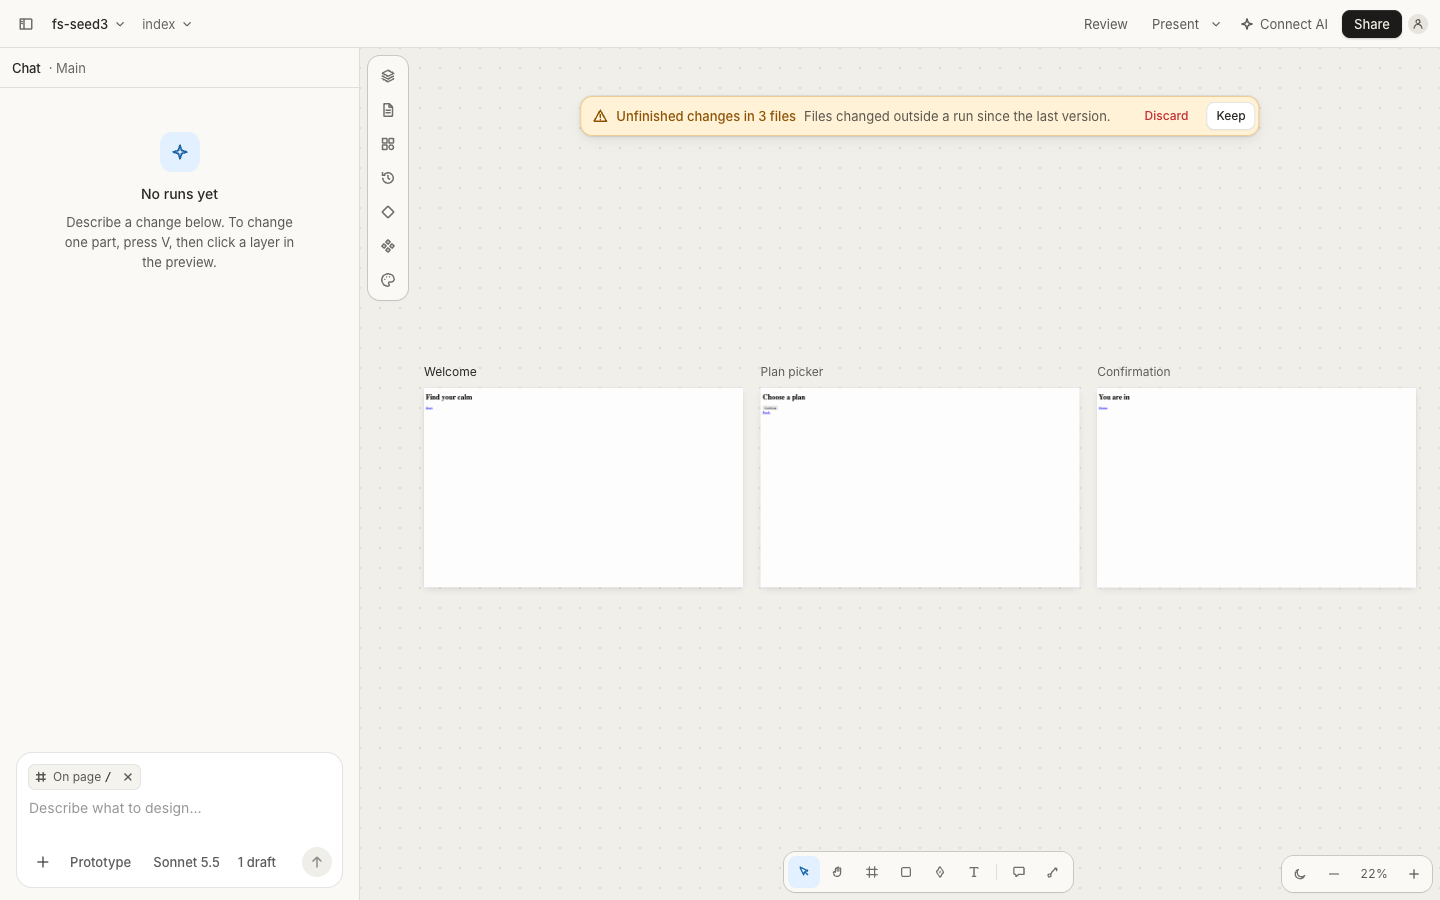 fs-seed3
index
Review
Present
Connect AI
Share
Chat · Main
Unfinished changes in 3 files Files changed outside a run since the last version.
Discard
Keep
No runs yet
Describe a change below. To change
one part, press V, then click a layer in
the preview.
Welcome
Plan picker
Confirmation
Find your calm
Choose a plan
You are in
On page /
Describe what to design...
Prototype
Sonnet 5.5
1 draft
T
22%